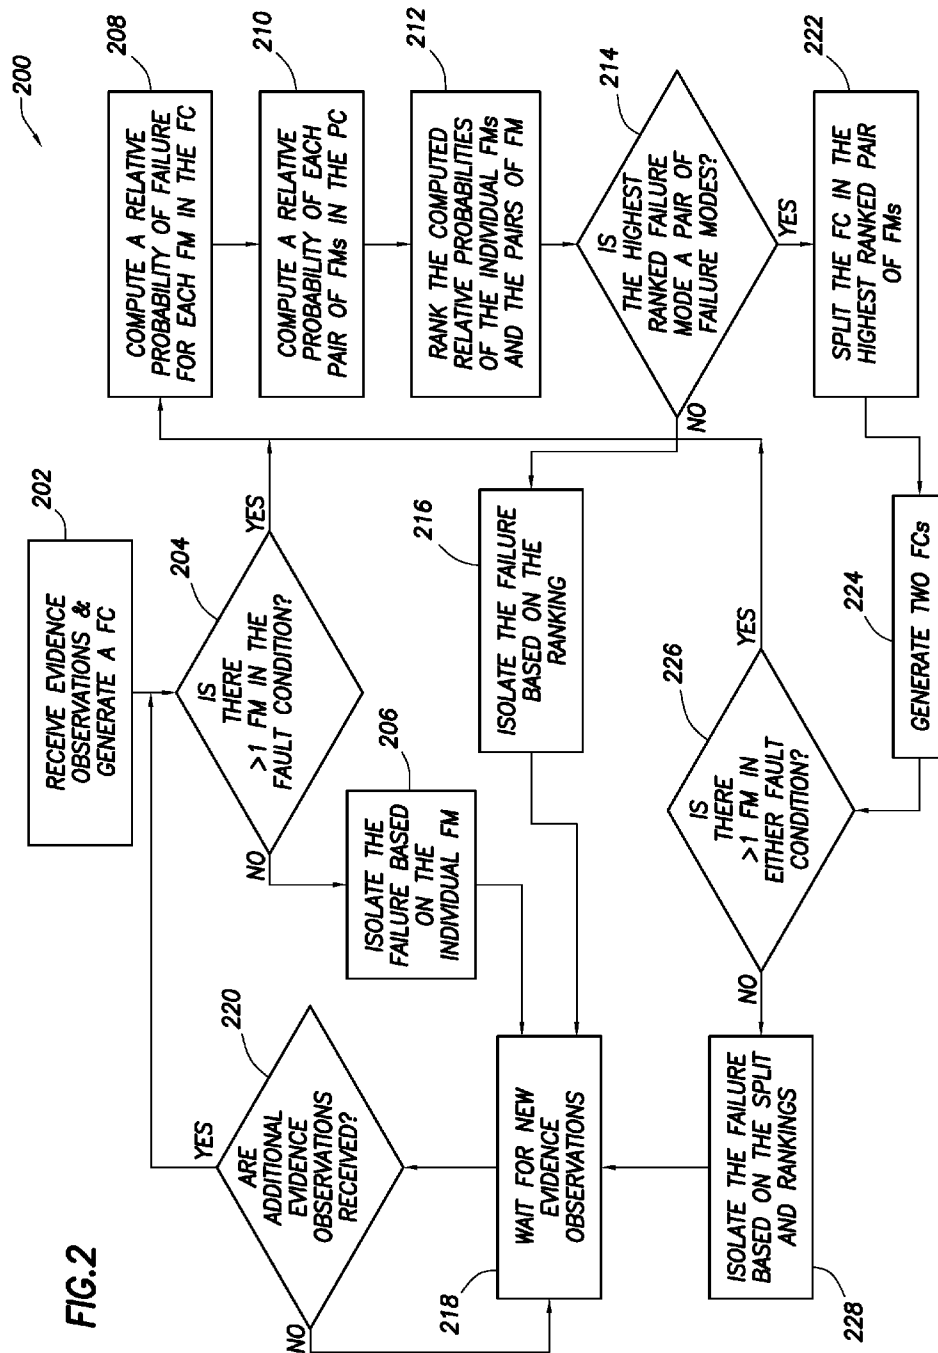 200
202
RECEIVE EVIDENCE
OBSERVATIONS &
GENERATE A FC
204
IS
THERE
>1 FM IN THE
FAULT CONDITION?
YES
NO
206
ISOLATE THE
FAILURE BASED
ON THE
INDIVIDUAL FM
208
COMPUTE A RELATIVE
PROBABILITY OF FAILURE
FOR EACH FM IN THE FC
210
COMPUTE A RELATIVE
PROBABILITY OF EACH
PAIR OF FMs IN THE PC
212
RANK THE COMPUTED
RELATIVE PROBABILITIES
OF THE INDIVIDUAL FMs
AND THE PAIRS OF FM
214
IS
THE HIGHEST
RANKED FAILURE
MODE A PAIR OF
FAILURE MODES?
NO
YES
216
ISOLATE THE FAILURE
BASED ON THE
RANKING
218
WAIT FOR NEW
EVIDENCE
OBSERVATIONS
220
ARE
ADDITIONAL
EVIDENCE
OBSERVATIONS
RECEIVED?
YES
NO
222
SPLIT THE FC IN THE
HIGHEST RANKED PAIR
OF FMs
224
GENERATE TWO FCs
226
IS
THERE
>1 FM IN
EITHER FAULT
CONDITION?
YES
NO
228
ISOLATE THE FAILURE
BASED ON THE SPLIT
AND RANKINGS
FIG.2